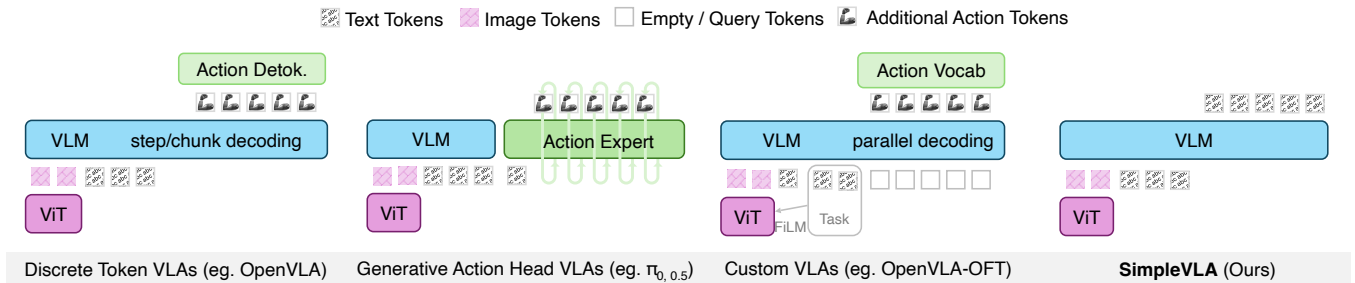 Text Tokens Image Tokens Empty / Query Tokens Additional Action Tokens
Action Detok.
VLM step/chunk decoding
ViT
Discrete Token VLAs (eg. OpenVLA)
VLM
Action Expert
ViT
Generative Action Head VLAs (eg. π0, 0.5)
Action Vocab
VLM parallel decoding
ViT
FiLM
Task
Custom VLAs (eg. OpenVLA-OFT)
VLM
ViT
SimpleVLA (Ours)